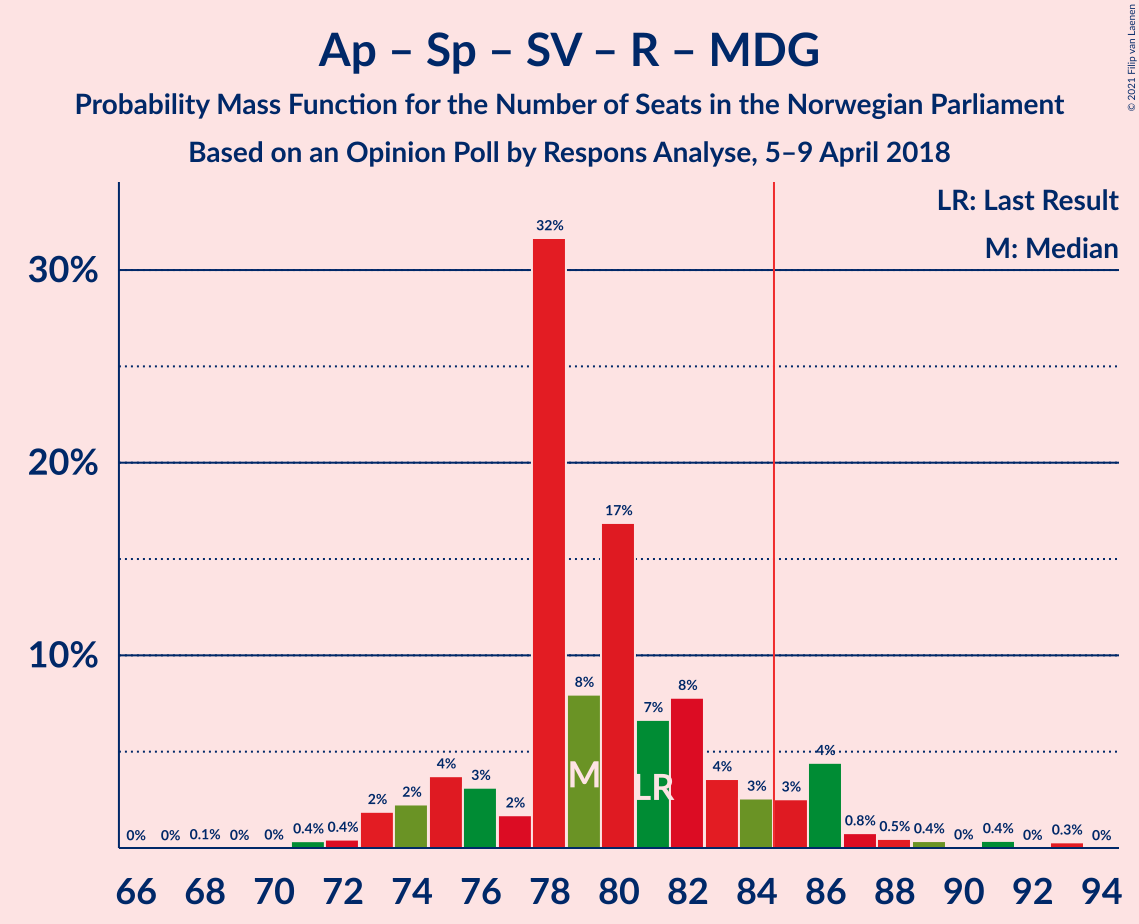 Ap – Sp – SV – R – MDG
Probability Mass Function for the Number of Seats in the Norwegian Parliament
Based on an Opinion Poll by Respons Analyse, 5–9 April 2018
© 2021 Filip van Laenen
LR: Last Result
M: Median
30%
20%
10%
0% 0% 0.1% 0% 0% 0.4% 0.4% 2% 2% 4% 3% 2% 32% 8% 17% 7% 8% 4% 3% 3% 4% 0.8% 0.5% 0.4% 0% 0.4% 0% 0.3% 0%
M LR
66 68 70 72 74 76 78 80 82 84 86 88 90 92 94